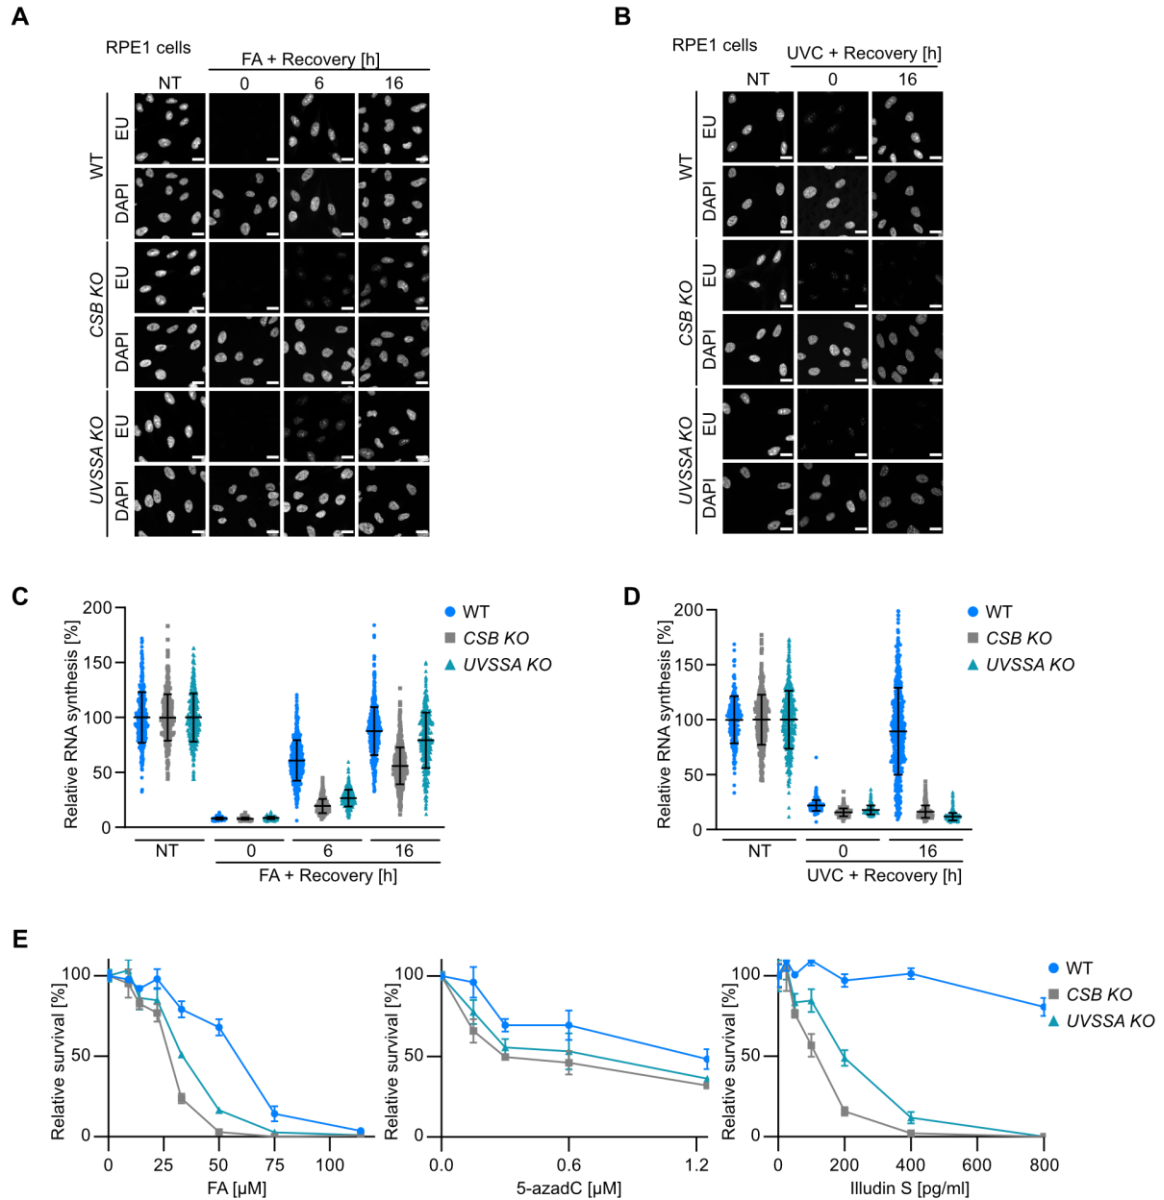 A
RPE1 cells
FA + Recovery [h]
NT
0
6
16
WT
EU
DAPI
CSB KO
EU
DAPI
UVSSA KO
EU
DAPI
B
RPE1 cells
UVC + Recovery [h]
NT
0
16
WT
EU
DAPI
CSB KO
EU
DAPI
UVSSA KO
EU
DAPI
C
Relative RNA synthesis [%]
200
150
100
50
0
NT
0
6
16
FA + Recovery [h]
WT
CSB KO
UVSSA KO
D
Relative RNA synthesis [%]
200
150
100
50
0
NT
0
16
UVC + Recovery [h]
WT
CSB KO
UVSSA KO
E
Relative survival [%]
100
50
0
0 25 50 75 100
FA [µM]
Relative survival [%]
100
50
0
0.0 0.6 1.2
5-azadC [µM]
Relative survival [%]
100
50
0
0 200 400 600 800
Illudin S [pg/ml]
WT
CSB KO
UVSSA KO